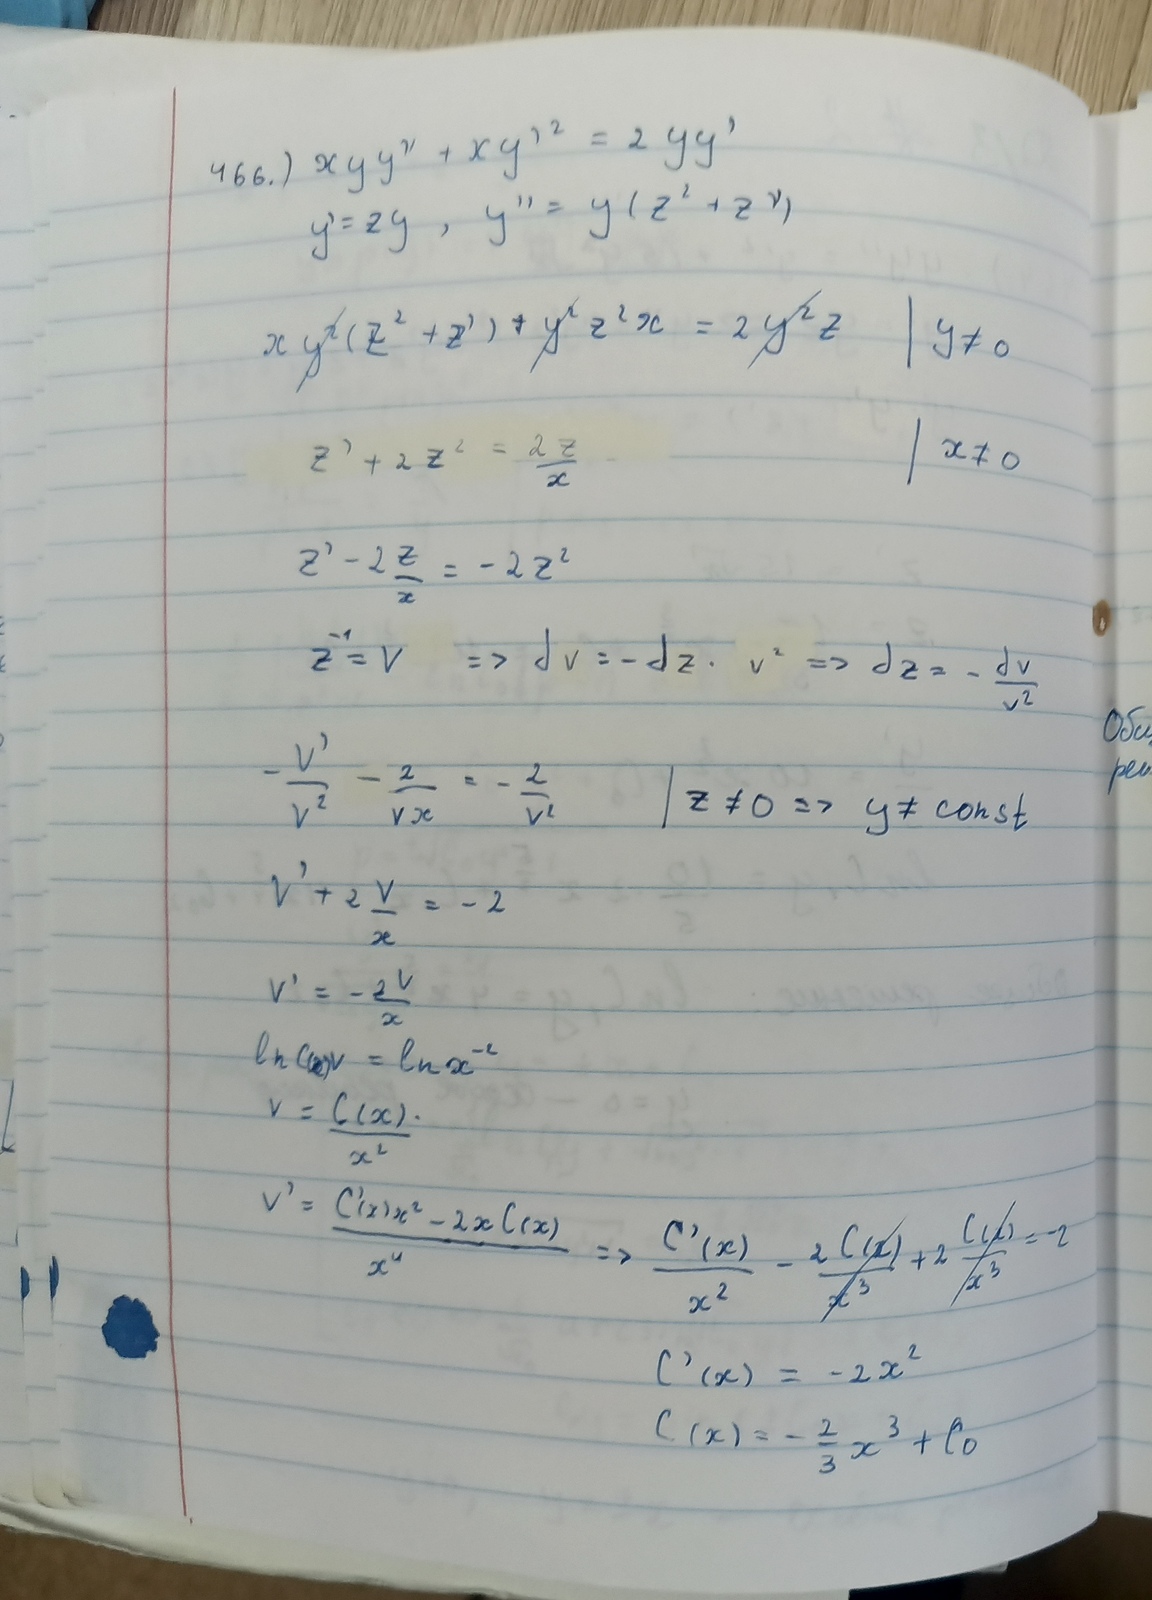 466.) xyy'' + xy'² = 2yy'
y' = zy , y'' = y(z² + z')
xy²(z² + z') + y²z²x = 2y²z | y ≠ 0
z' + 2z² = 2z/x | x ≠ 0
z' - 2z/x = -2z²
z⁻¹ = v => dv = -dz · v² => dz = - dv/v²
- v'/v² - 2/vx = - 2/v² | z ≠ 0 => y ≠ const
v' + 2v/x = -2
v' = - 2v/x
ln C(x)v = ln x⁻²
v = C(x)/x² .
v' = C'(x)x² - 2xC(x)/x⁴ => C'(x)/x² - 2C(x)/x³ + 2C(x)/x³ = -2
C'(x) = -2x²
C(x) = - 2/3 x³ + C₀